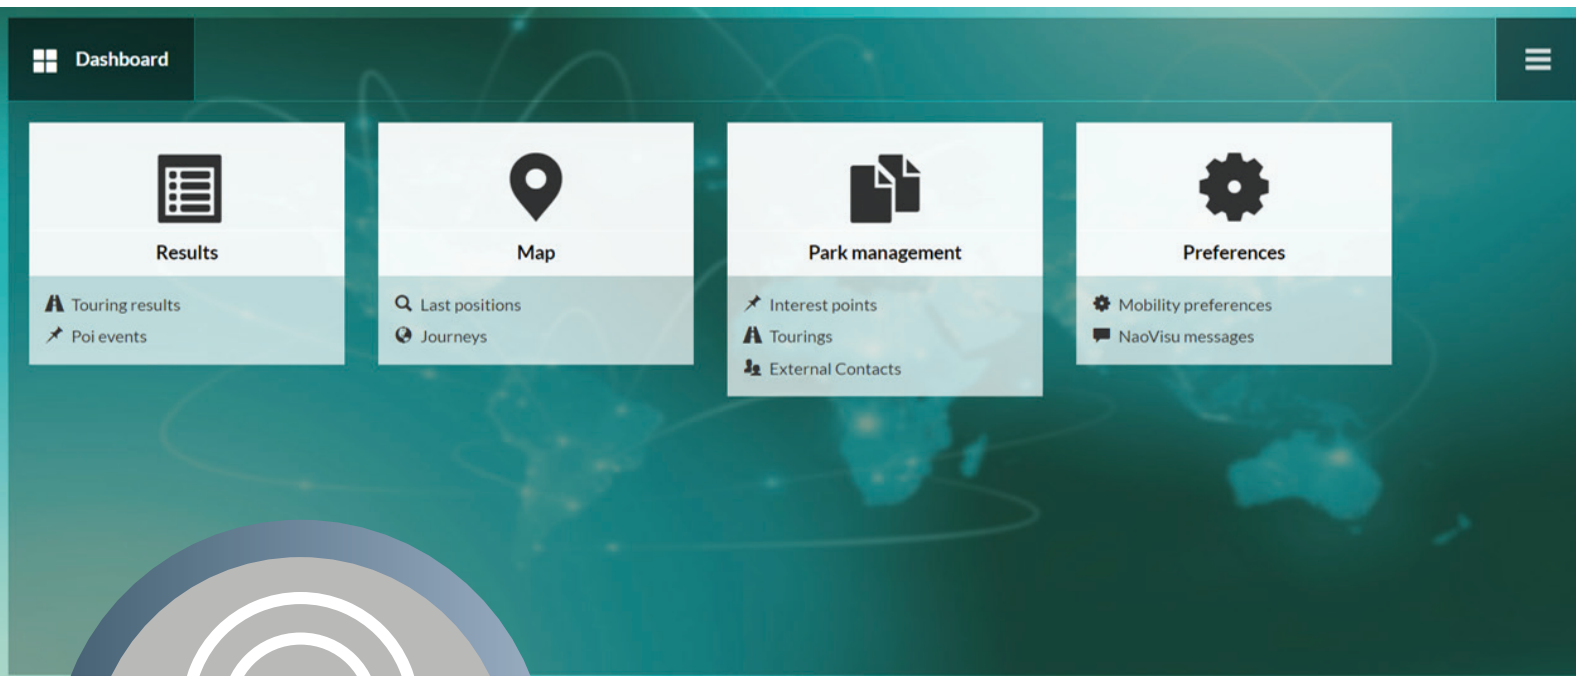 Dashboard
Results
Touring results
Poi events
Map
Last positions
Journeys
Park management
Interest points
Tourings
External Contacts
Preferences
Mobility preferences
NaoVisu messages